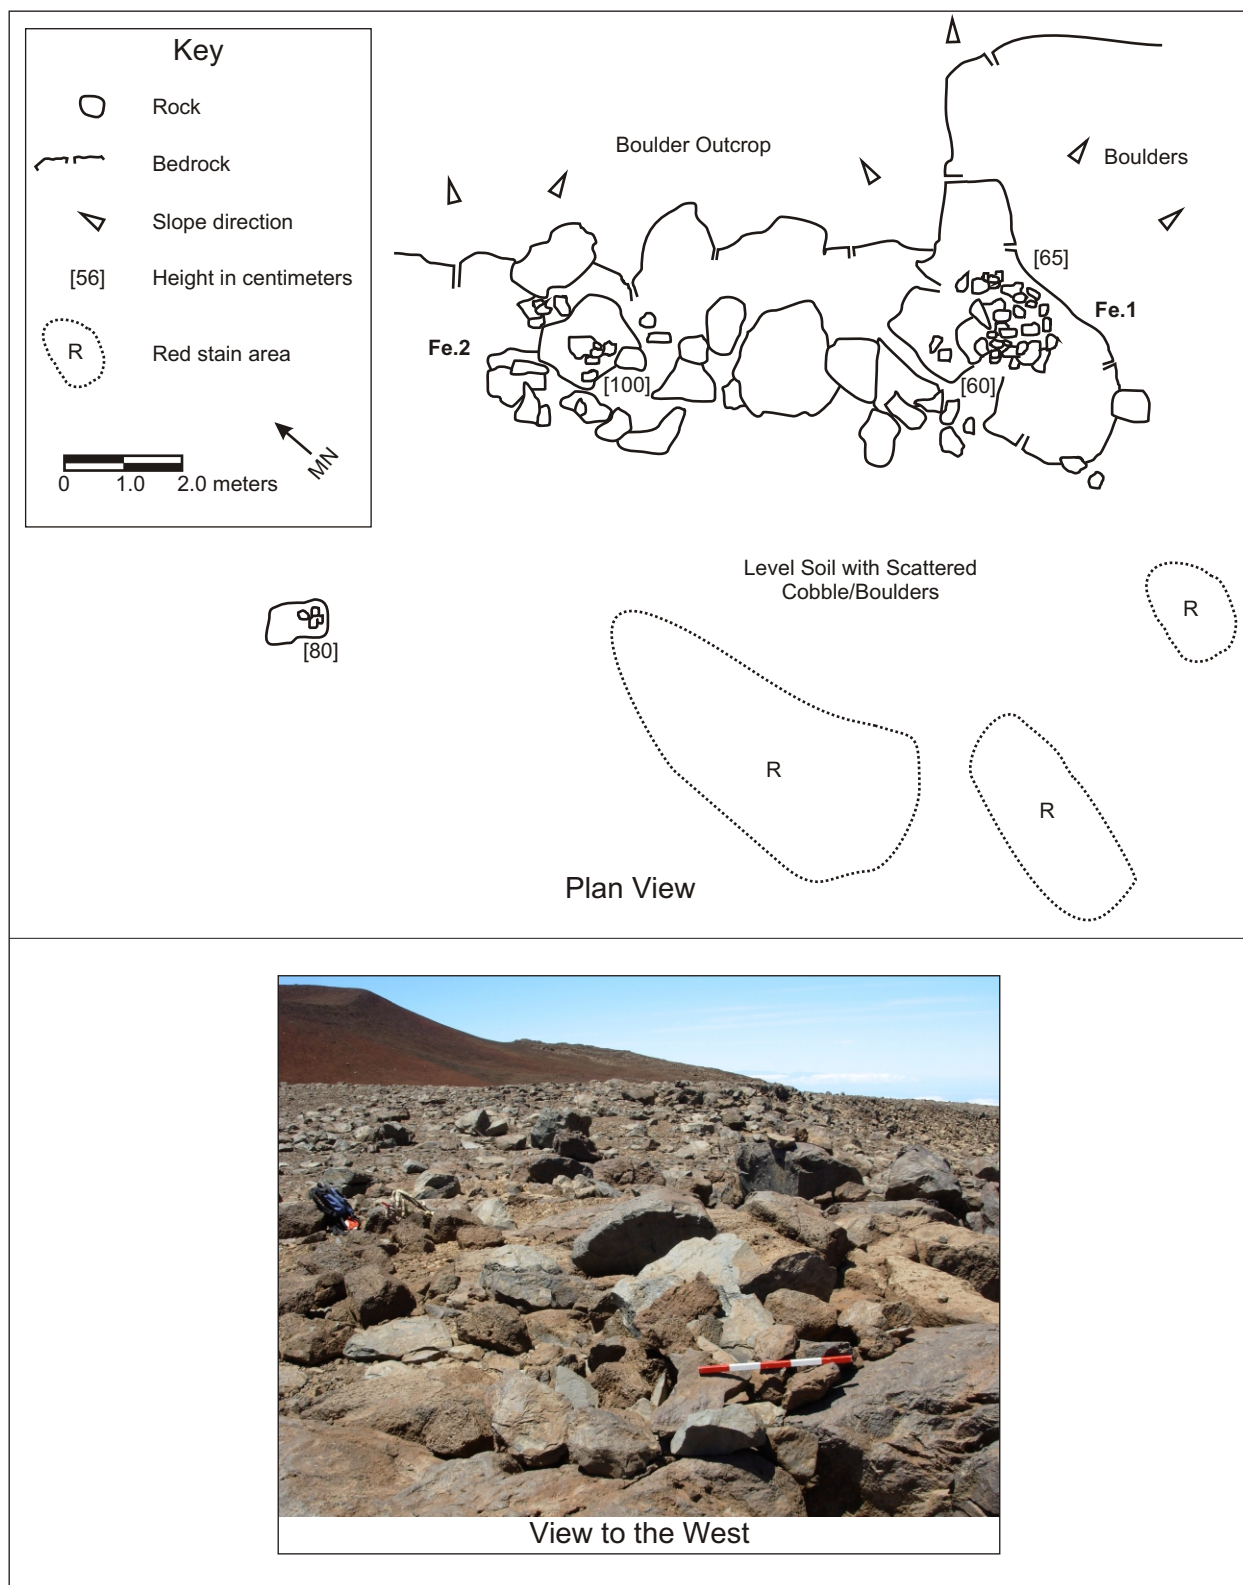 Key
Rock
Bedrock
Slope direction
[56] Height in centimeters
R Red stain area
MN
0 1.0 2.0 meters
Boulder Outcrop
Boulders
[65]
Fe.1
Fe.2
[100]
[60]
Level Soil with Scattered
Cobble/Boulders
R
[80]
R
R
Plan View
View to the West